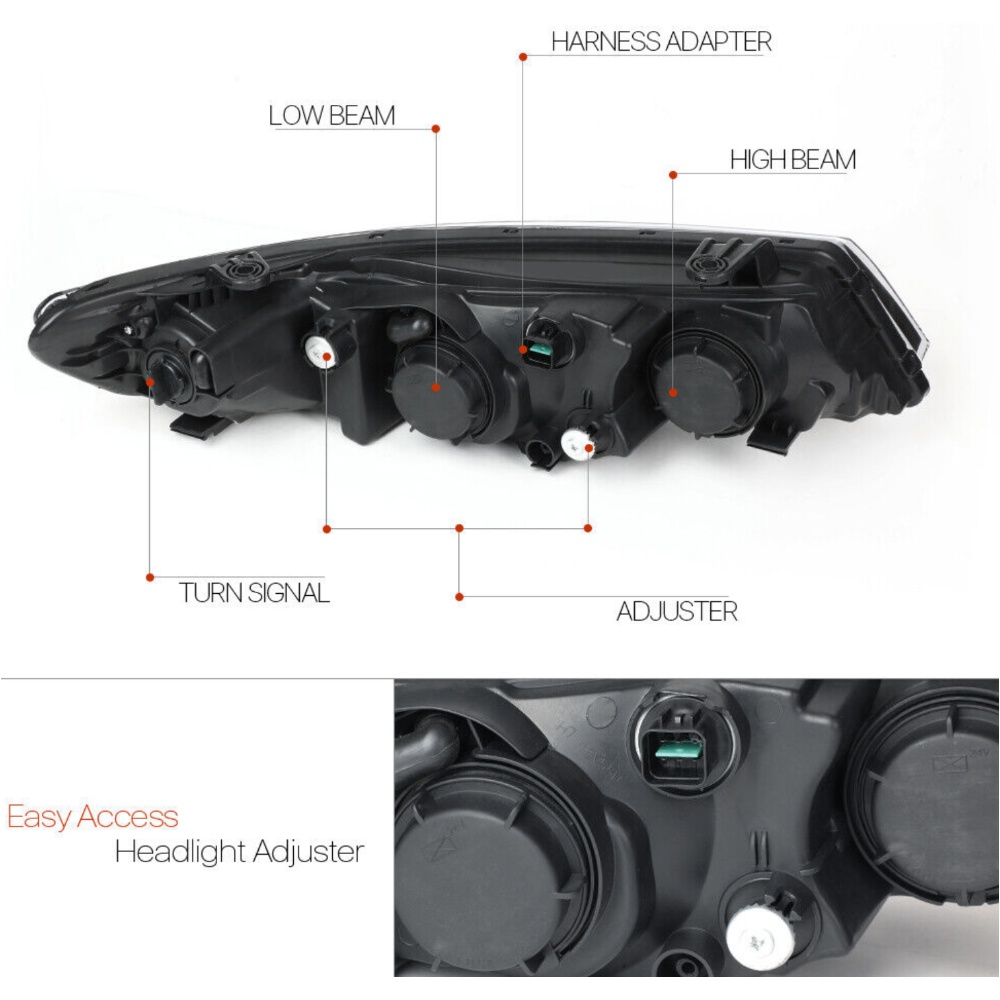 HARNESS ADAPTER
LOW BEAM
HIGH BEAM
TURN SIGNAL
ADJUSTER
Easy Access
Headlight Adjuster